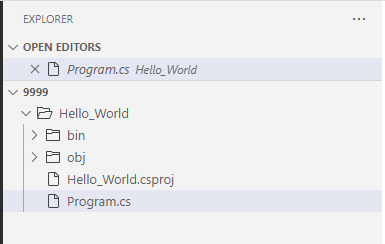 EXPLORER
OPEN EDITORS
Program.cs Hello_World
9999
Hello_World
bin
obj
Hello_World.csproj
Program.cs